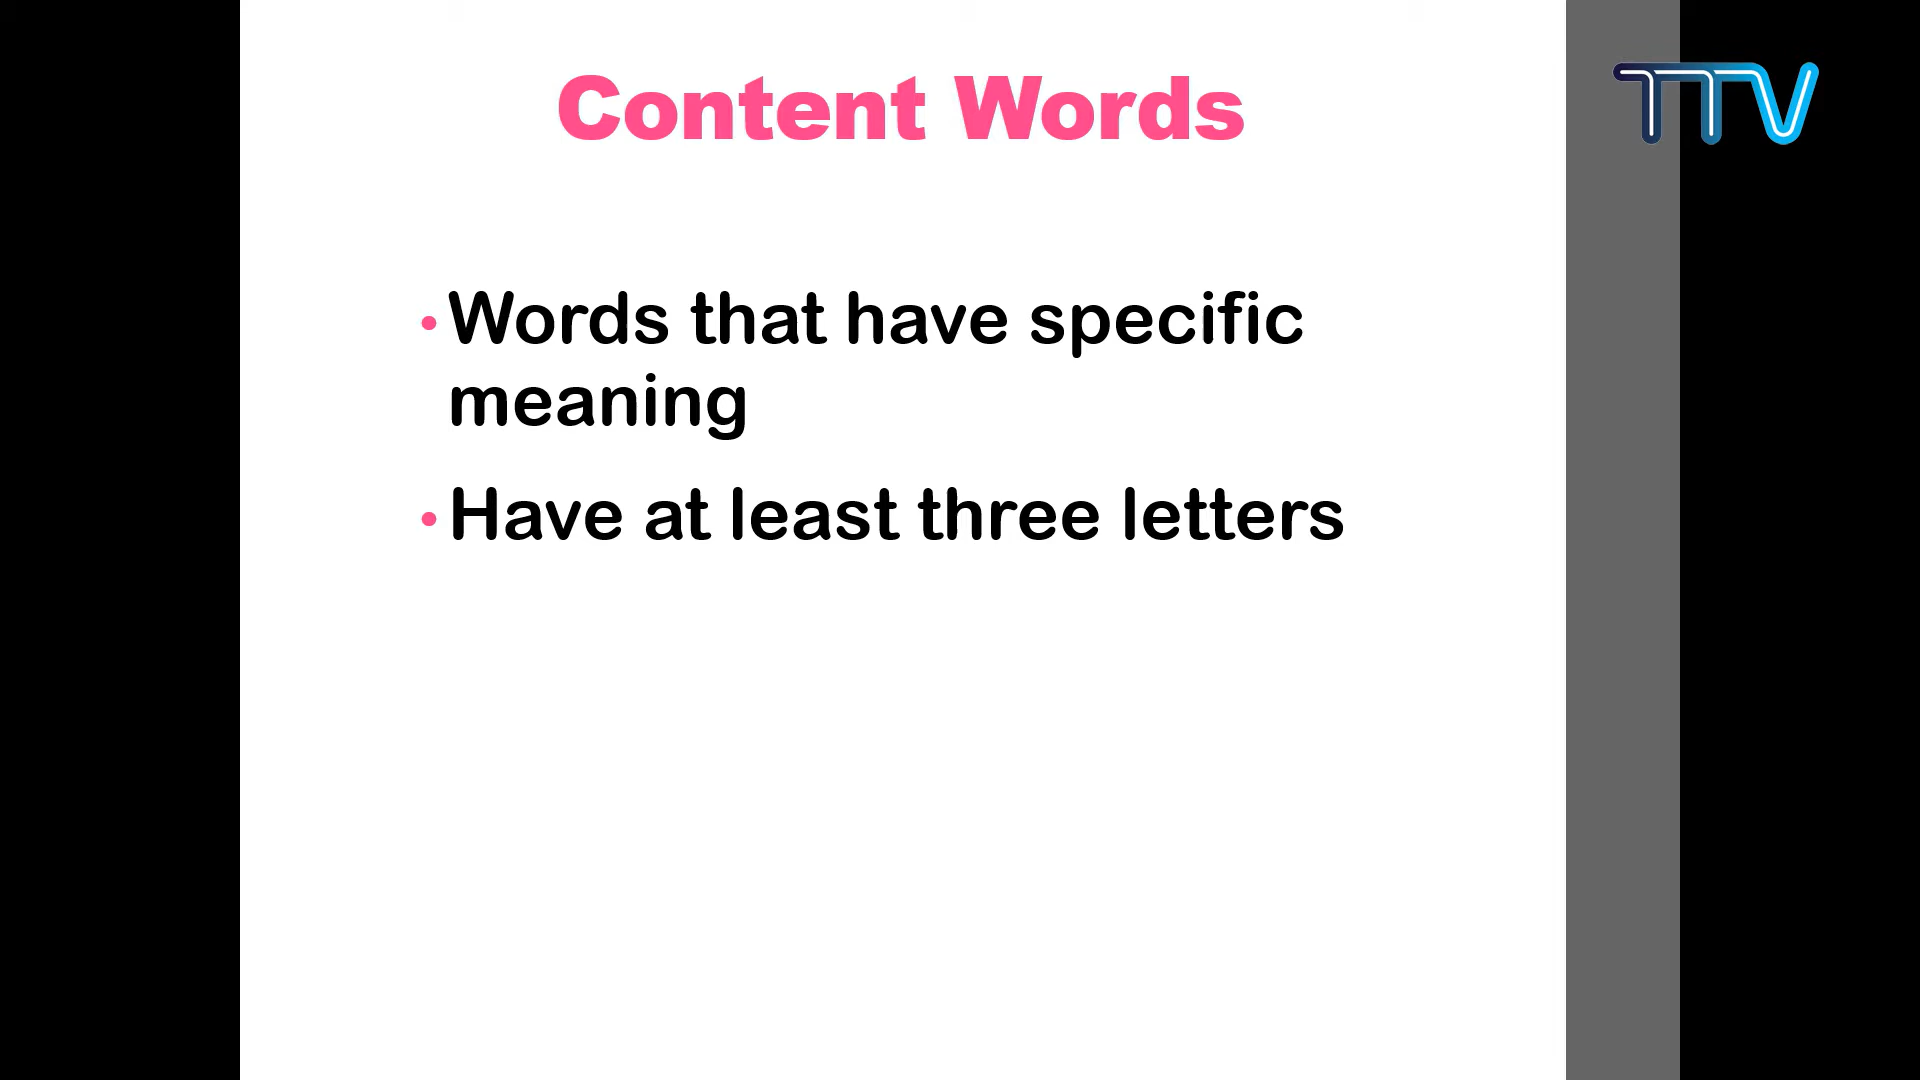 Content Words
TTV
• Words that have specific
meaning
• Have at least three letters